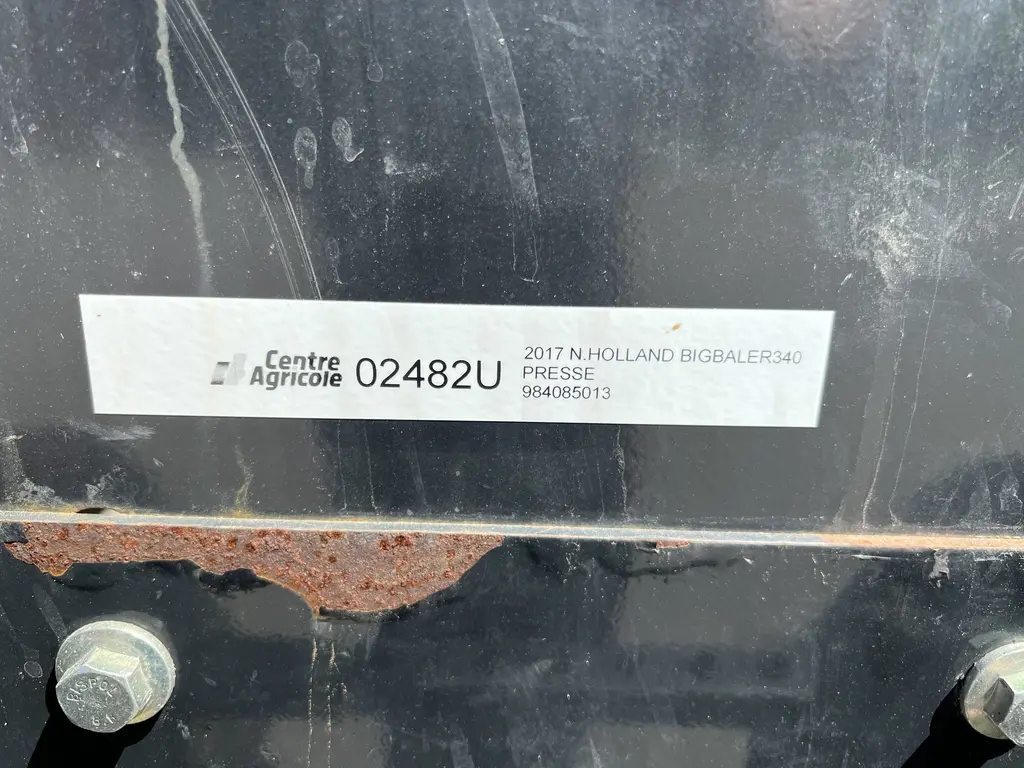 Centre
Agricole
02482U
2017 N.HOLLAND BIGBALER340
PRESSE
984085013